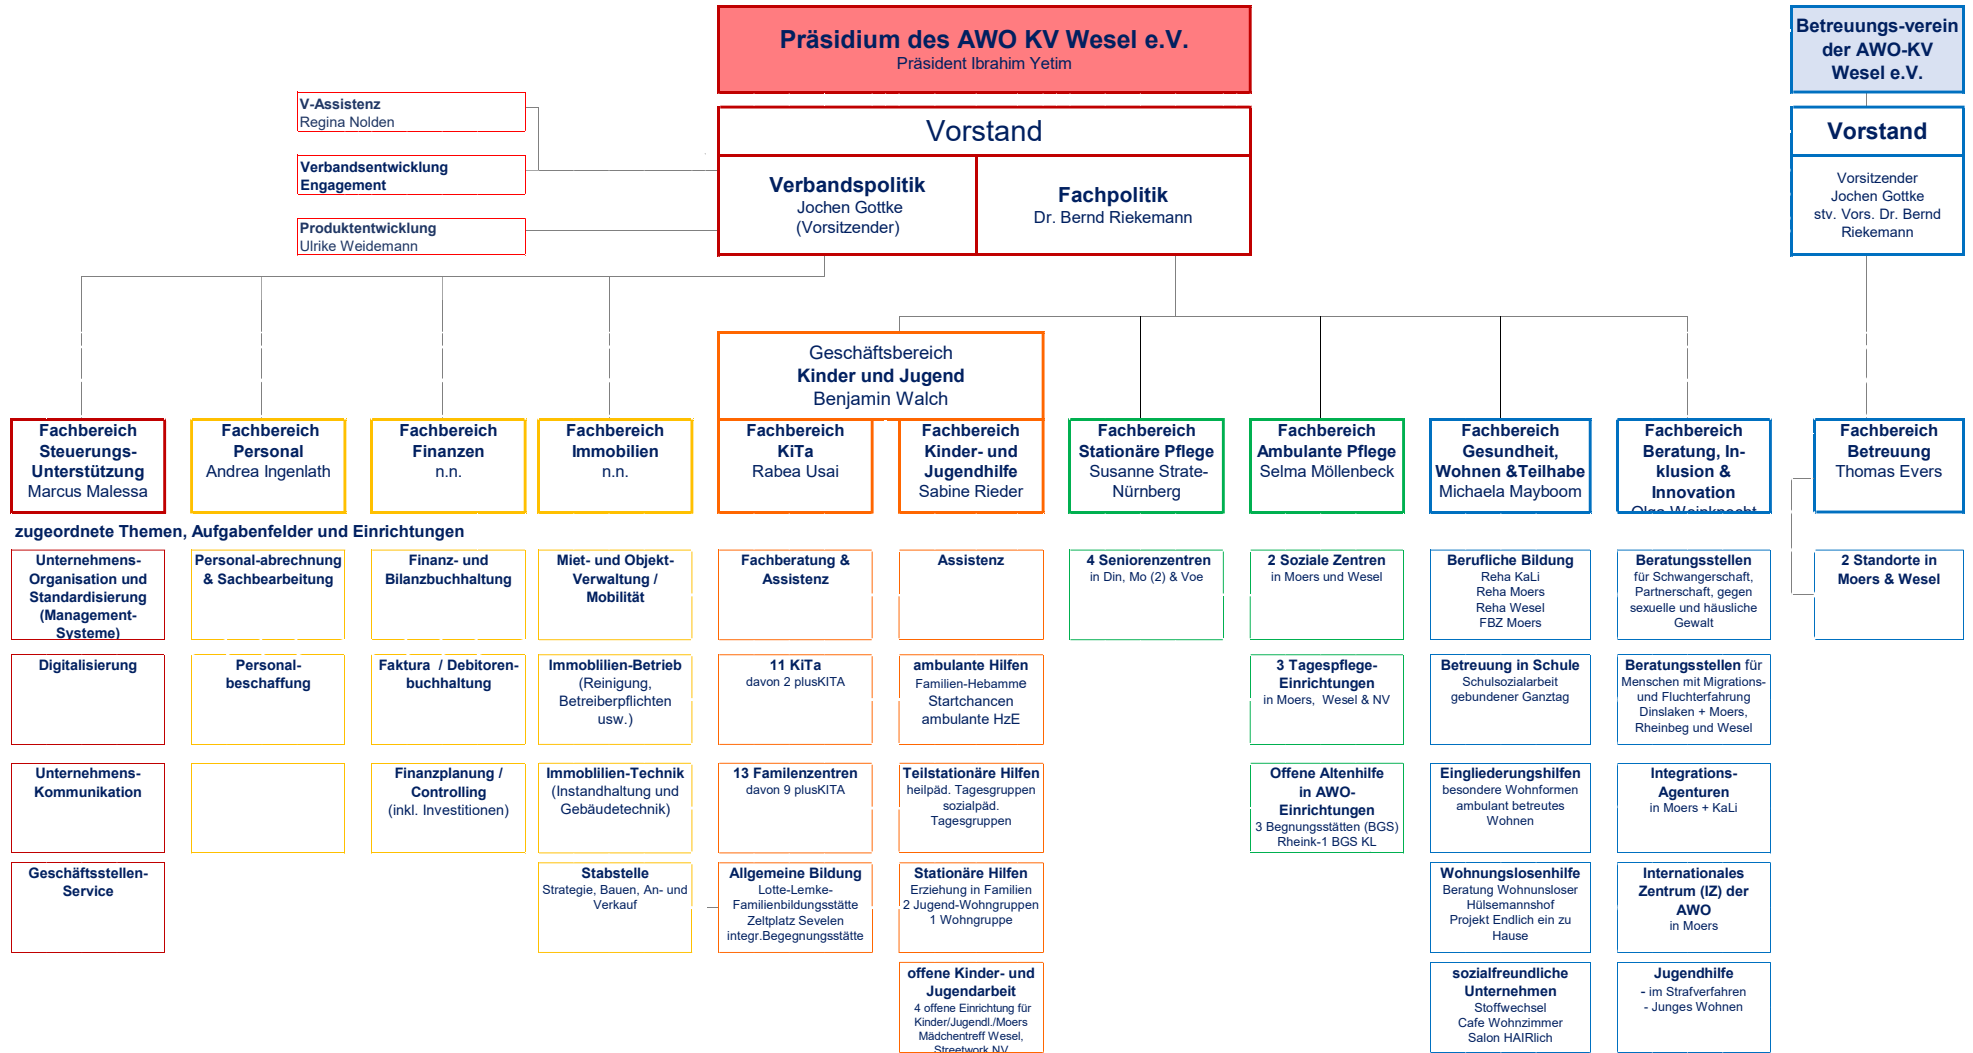 Präsidium des AWO KV Wesel e.V.
Präsident Ibrahim Yetim
Betreuungs-verein
der AWO-KV
Wesel e.V.
V-Assistenz
Regina Nolden
Verbandsentwicklung
Engagement
Produktentwicklung
Ulrike Weidemann
Vorstand
Verbandspolitik
Jochen Gottke
(Vorsitzender)
Fachpolitik
Dr. Bernd Riekemann
Vorstand
Vorsitzender
Jochen Gottke
stv. Vors. Dr. Bernd
Riekemann
Geschäftsbereich
Kinder und Jugend
Benjamin Walch
Fachbereich
Steuerungs-
Unterstützung
Marcus Malessa
Fachbereich
Personal
Andrea Ingenlath
Fachbereich
Finanzen
n.n.
Fachbereich
Immobilien
n.n.
Fachbereich
KiTa
Rabea Usai
Fachbereich
Kinder- und
Jugendhilfe
Sabine Rieder
Fachbereich
Stationäre Pflege
Susanne Strate-
Nürnberg
Fachbereich
Ambulante Pflege
Selma Möllenbeck
Fachbereich
Gesundheit,
Wohnen &Teilhabe
Michaela Mayboom
Fachbereich
Beratung, In-
klusion &
Innovation
Olga Weinknecht
Fachbereich
Betreuung
Thomas Evers
zugeordnete Themen, Aufgabenfelder und Einrichtungen
Unternehmens-
Organisation und
Standardisierung
(Management-
Systeme)
Personal-abrechnung
& Sachbearbeitung
Finanz- und
Bilanzbuchhaltung
Miet- und Objekt-
Verwaltung /
Mobilität
Fachberatung &
Assistenz
Assistenz
4 Seniorenzentren
in Din, Mo (2) & Voe
2 Soziale Zentren
in Moers und Wesel
Berufliche Bildung
Reha KaLi
Reha Moers
Reha Wesel
FBZ Moers
Beratungsstellen
für Schwangerschaft,
Partnerschaft, gegen
sexuelle und häusliche
Gewalt
2 Standorte in
Moers & Wesel
Digitalisierung
Personal-
beschaffung
Faktura / Debitoren-
buchhaltung
Immoblilien-Betrieb
(Reinigung,
Betreiberpflichten
usw.)
11 KiTa
davon 2 plusKITA
ambulante Hilfen
Familien-Hebamme
Startchancen
ambulante HzE
3 Tagespflege-
Einrichtungen
in Moers, Wesel & NV
Betreuung in Schule
Schulsozialarbeit
gebundener Ganztag
Beratungsstellen für
Menschen mit Migrations-
und Fluchterfahrung
Dinslaken + Moers,
Rheinbeg und Wesel
Unternehmens-
Kommunikation
Finanzplanung /
Controlling
(inkl. Investitionen)
Immoblilien-Technik
(Instandhaltung und
Gebäudetechnik)
13 Familenzentren
davon 9 plusKITA
Teilstationäre Hilfen
heilpäd. Tagesgruppen
sozialpäd.
Tagesgruppen
Offene Altenhilfe
in AWO-
Einrichtungen
3 Begnungsstätten (BGS)
Rheink-1 BGS KL
Eingliederungshilfen
besondere Wohnformen
ambulant betreutes
Wohnen
Integrations-
Agenturen
in Moers + KaLi
Geschäftsstellen-
Service
Stabstelle
Strategie, Bauen, An- und
Verkauf
Allgemeine Bildung
Lotte-Lemke-
Familienbildungsstätte
Zeltplatz Sevelen
integr.Begegnungsstätte
Stationäre Hilfen
Erziehung in Familien
2 Jugend-Wohngruppen
1 Wohngruppe
Wohnungslosenhilfe
Beratung Wohnunsloser
Hülsemannshof
Projekt Endlich ein zu
Hause
Internationales
Zentrum (IZ) der
AWO
in Moers
offene Kinder- und
Jugendarbeit
4 offene Einrichtung für
Kinder/Jugendl./Moers
Mädchentreff Wesel,
Streetwork NV
sozialfreundliche
Unternehmen
Stoffwechsel
Cafe Wohnzimmer
Salon HAIRlich
Jugendhilfe
- im Strafverfahren
- Junges Wohnen